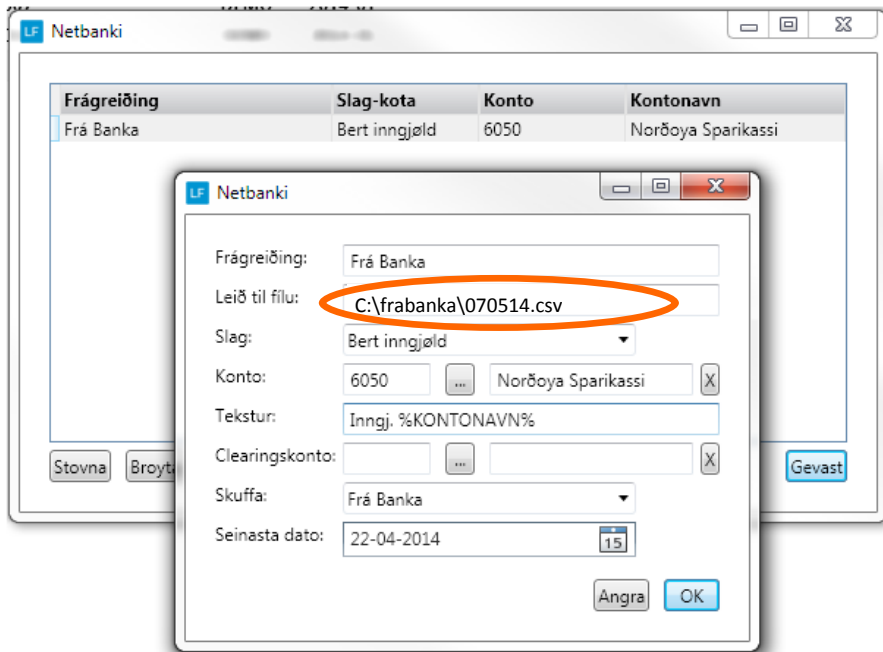 LF Netbanki
Frágreiðing Slag-kota Konto Kontonavn
Frá Banka Bert inngjøld 6050 Norðoya Sparikassi
LF Netbanki
Frágreiðing: Frá Banka
Leið til fílu: C:\frabanka\070514.csv
Slag: Bert inngjøld
Konto: 6050 ... Norðoya Sparikassi X
Tekstur: Inngj. %KONTONAVN%
Clearingskonto: ... X
Skuffa: Frá Banka
Seinasta dato: 22-04-2014 15
Stovna Gevast
Angra OK